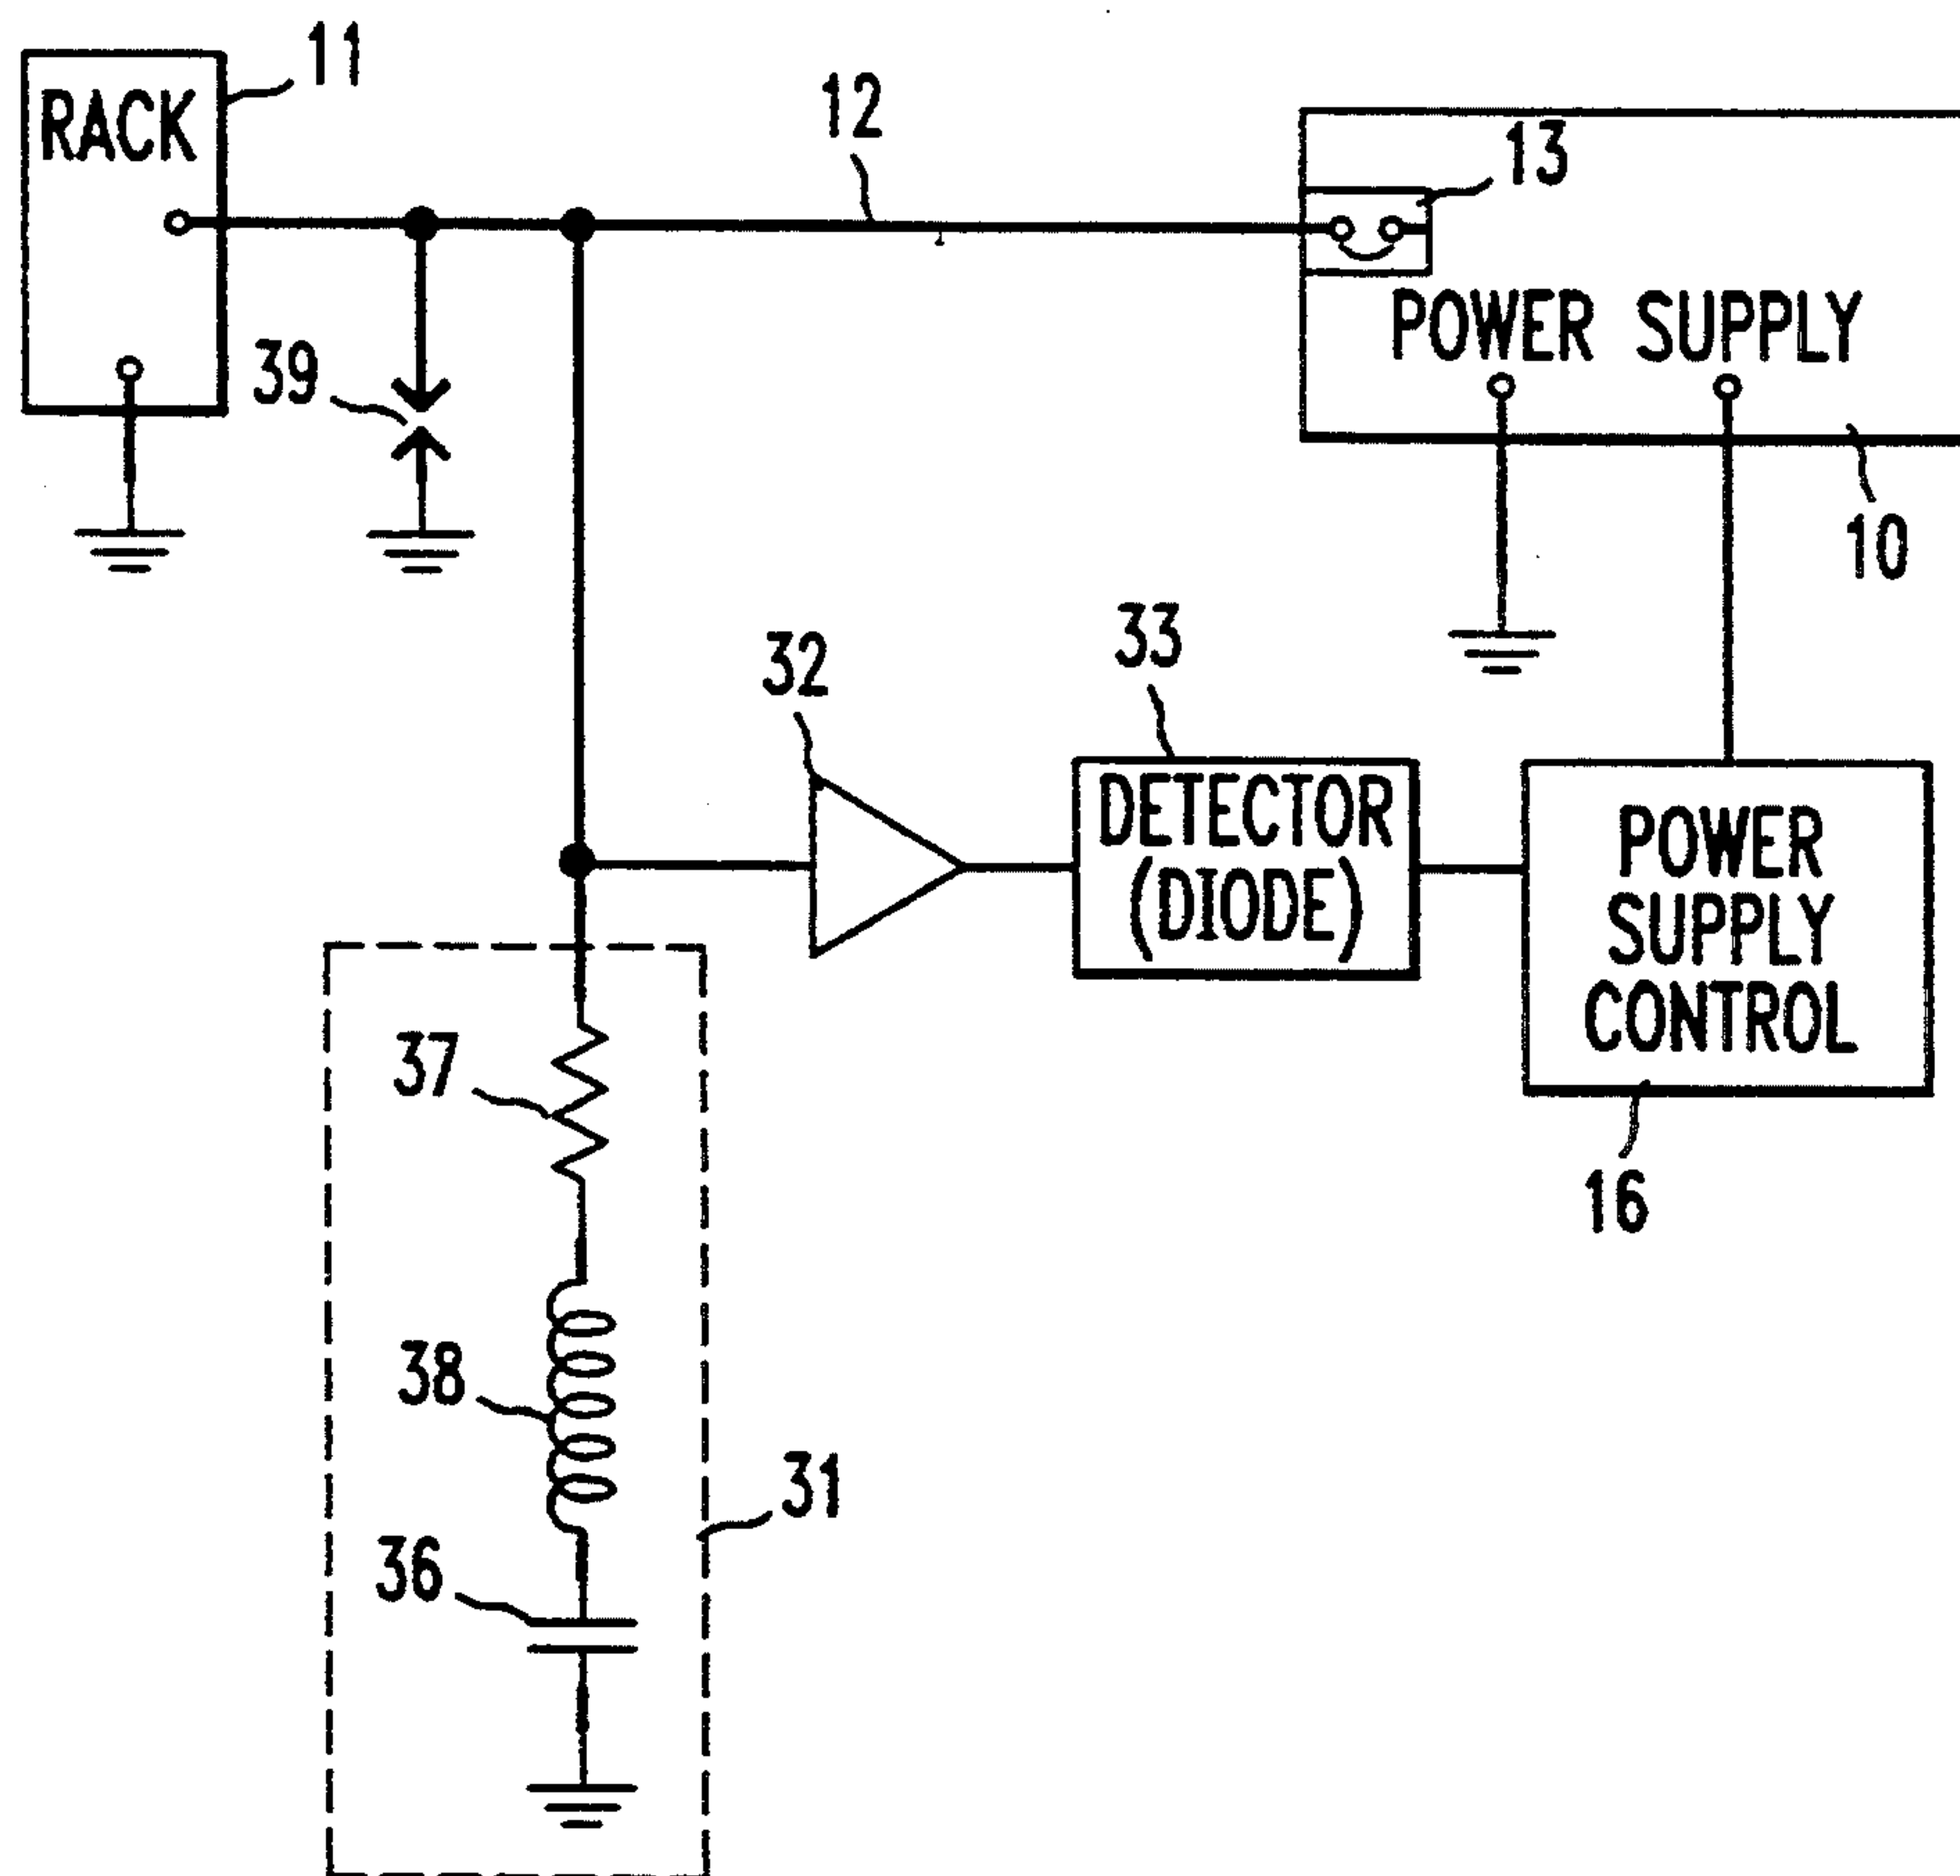 11
RACK
12
13
POWER SUPPLY
39
10
33
32
DETECTOR
(DIODE)
POWER
SUPPLY
CONTROL
37
16
38
31
36